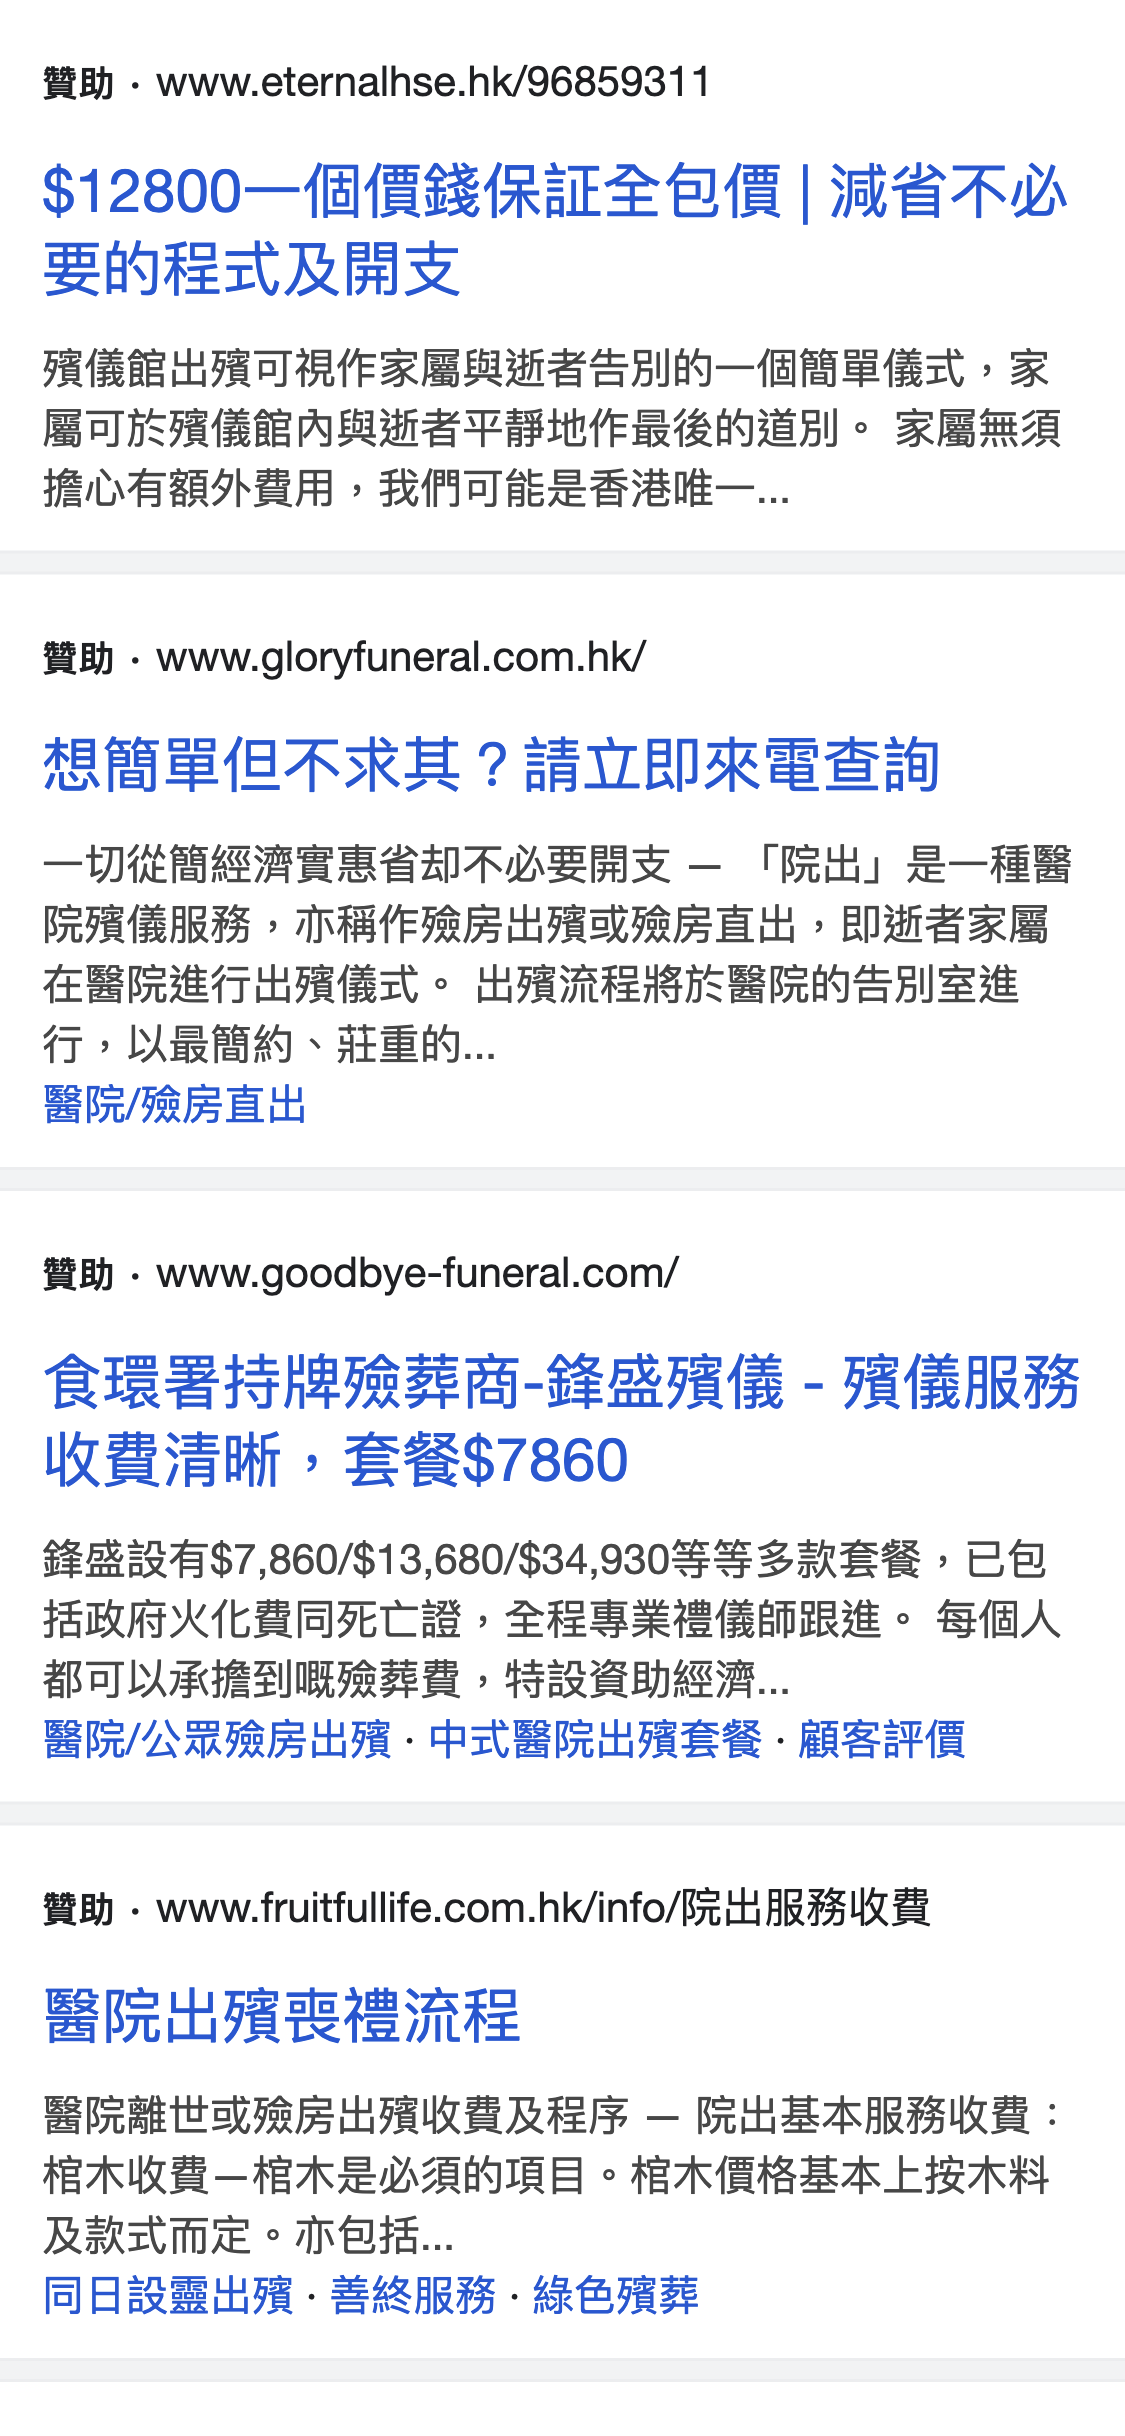 贊助 · www.eternalhse.hk/96859311
$12800一個價錢保証全包價 | 減省不必
要的程式及開支
殯儀館出殯可視作家屬與逝者告別的一個簡單儀式，家
屬可於殯儀館內與逝者平靜地作最後的道別。 家屬無須
擔心有額外費用，我們可能是香港唯一...
贊助 · www.gloryfuneral.com.hk/
想簡單但不求其？請立即來電查詢
一切從簡經濟實惠省却不必要開支 — 「院出」是一種醫
院殯儀服務，亦稱作殮房出殯或殮房直出，即逝者家屬
在醫院進行出殯儀式。 出殯流程將於醫院的告別室進
行，以最簡約、莊重的...
醫院/殮房直出
贊助 · www.goodbye-funeral.com/
食環署持牌殮葬商-鋒盛殯儀 - 殯儀服務
收費清晰，套餐$7860
鋒盛設有$7,860/$13,680/$34,930等等多款套餐，已包
括政府火化費同死亡證，全程專業禮儀師跟進。 每個人
都可以承擔到嘅殮葬費，特設資助經濟...
醫院/公眾殮房出殯 · 中式醫院出殯套餐 · 顧客評價
贊助 · www.fruitfullife.com.hk/info/院出服務收費
醫院出殯喪禮流程
醫院離世或殮房出殯收費及程序 — 院出基本服務收費：
棺木收費—棺木是必須的項目。棺木價格基本上按木料
及款式而定。亦包括...
同日設靈出殯 · 善終服務 · 綠色殯葬